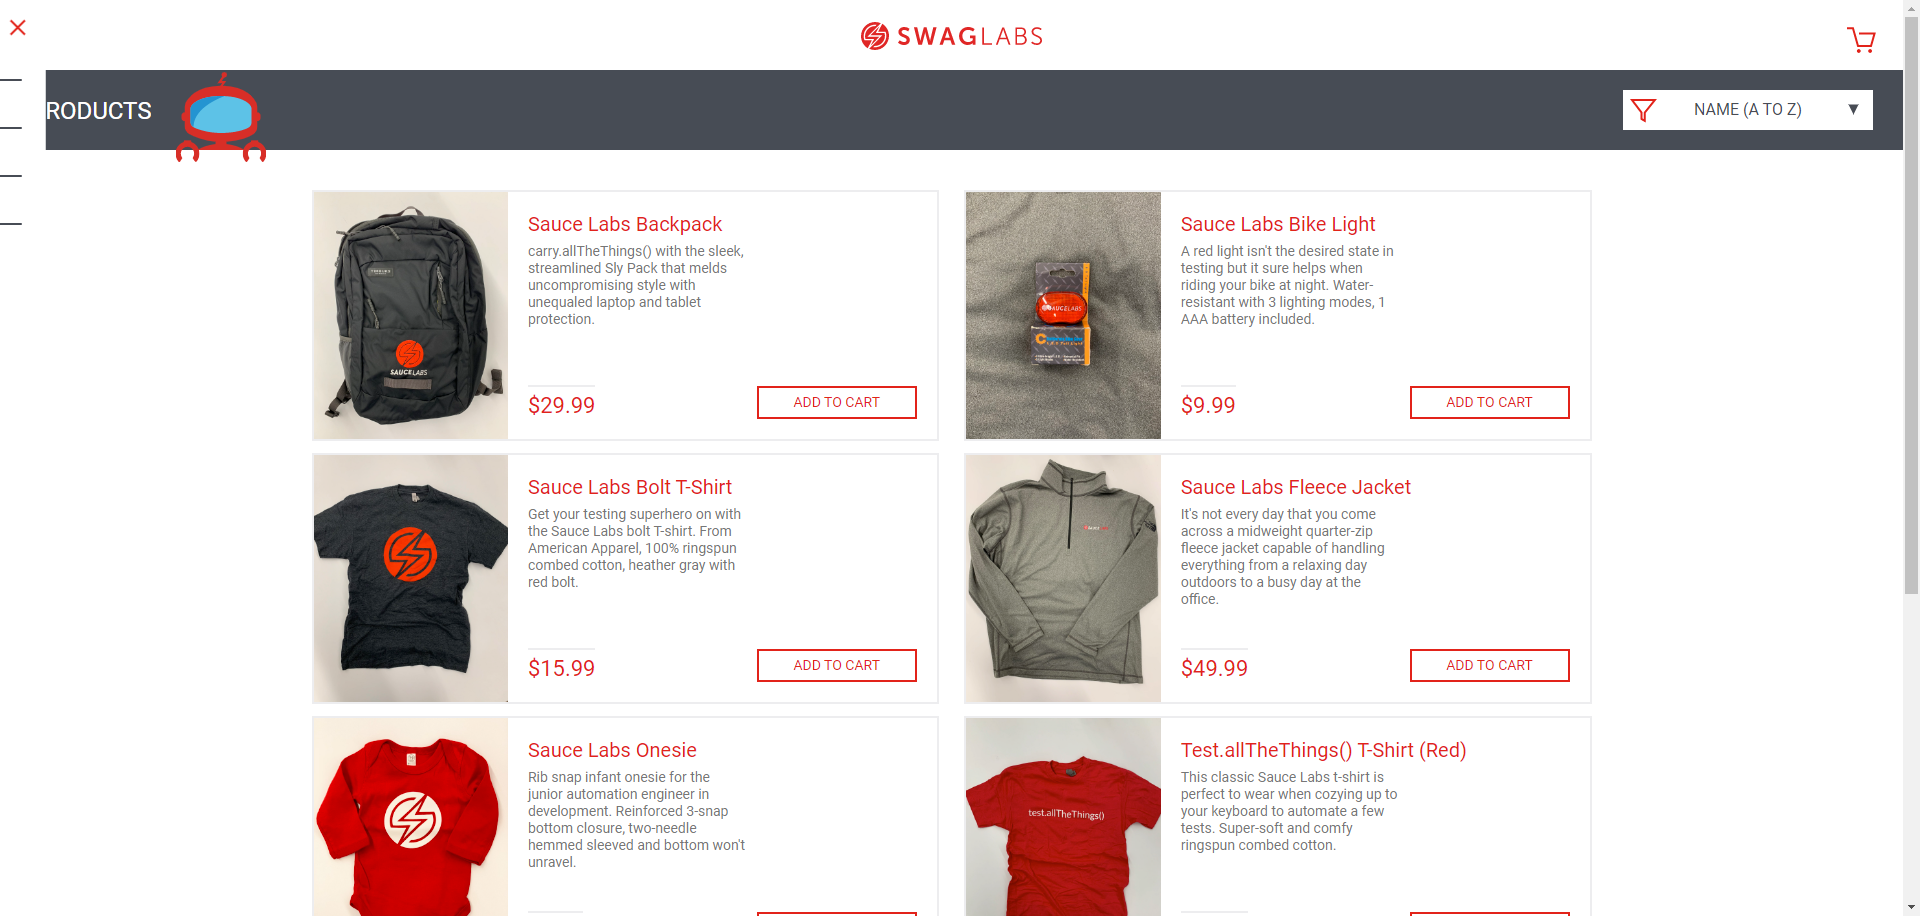 SWAGLABS
RODUCTS
NAME (A TO Z)
Sauce Labs Backpack
carry.allTheThings() with the sleek,
streamlined Sly Pack that melds
uncompromising style with
unequaled laptop and tablet
protection.
$29.99
ADD TO CART
SAUCELABS
Sauce Labs Bike Light
A red light isn't the desired state in
testing but it sure helps when
riding your bike at night. Water-
resistant with 3 lighting modes, 1
AAA battery included.
$9.99
ADD TO CART
SAUCELABS
Sauce Labs Bolt T-Shirt
Get your testing superhero on with
the Sauce Labs bolt T-shirt. From
American Apparel, 100% ringspun
combed cotton, heather gray with
red bolt.
$15.99
ADD TO CART
Sauce Labs Fleece Jacket
It's not every day that you come
across a midweight quarter-zip
fleece jacket capable of handling
everything from a relaxing day
outdoors to a busy day at the
office.
$49.99
ADD TO CART
Sauce Labs Onesie
Rib snap infant onesie for the
junior automation engineer in
development. Reinforced 3-snap
bottom closure, two-needle
hemmed sleeved and bottom won't
unravel.
Test.allTheThings() T-Shirt (Red)
This classic Sauce Labs t-shirt is
perfect to wear when cozying up to
your keyboard to automate a few
tests. Super-soft and comfy
ringspun combed cotton.
test.allTheThings()